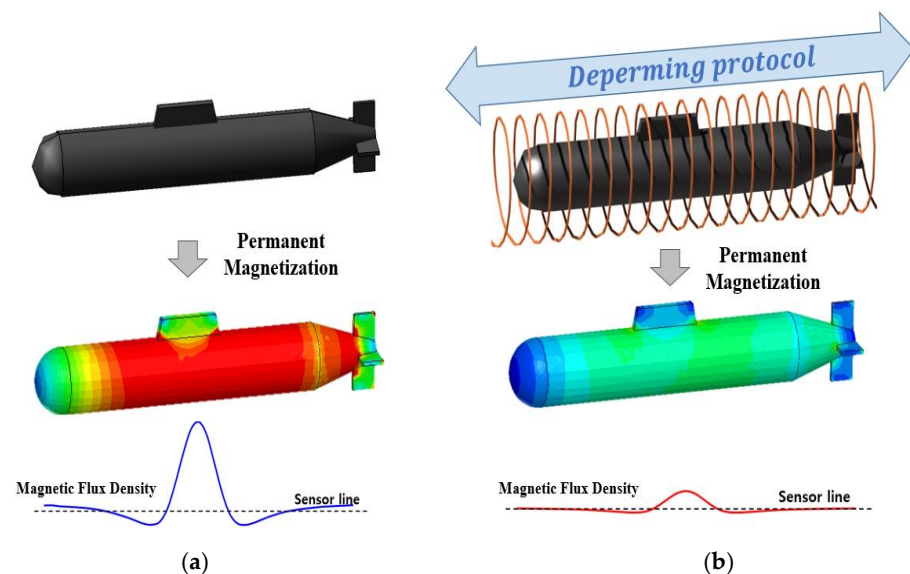 Deperming protocol
Permanent
Magnetization
Permanent
Magnetization
Magnetic Flux Density
Sensor line
Magnetic Flux Density
Sensor line
(a)
(b)